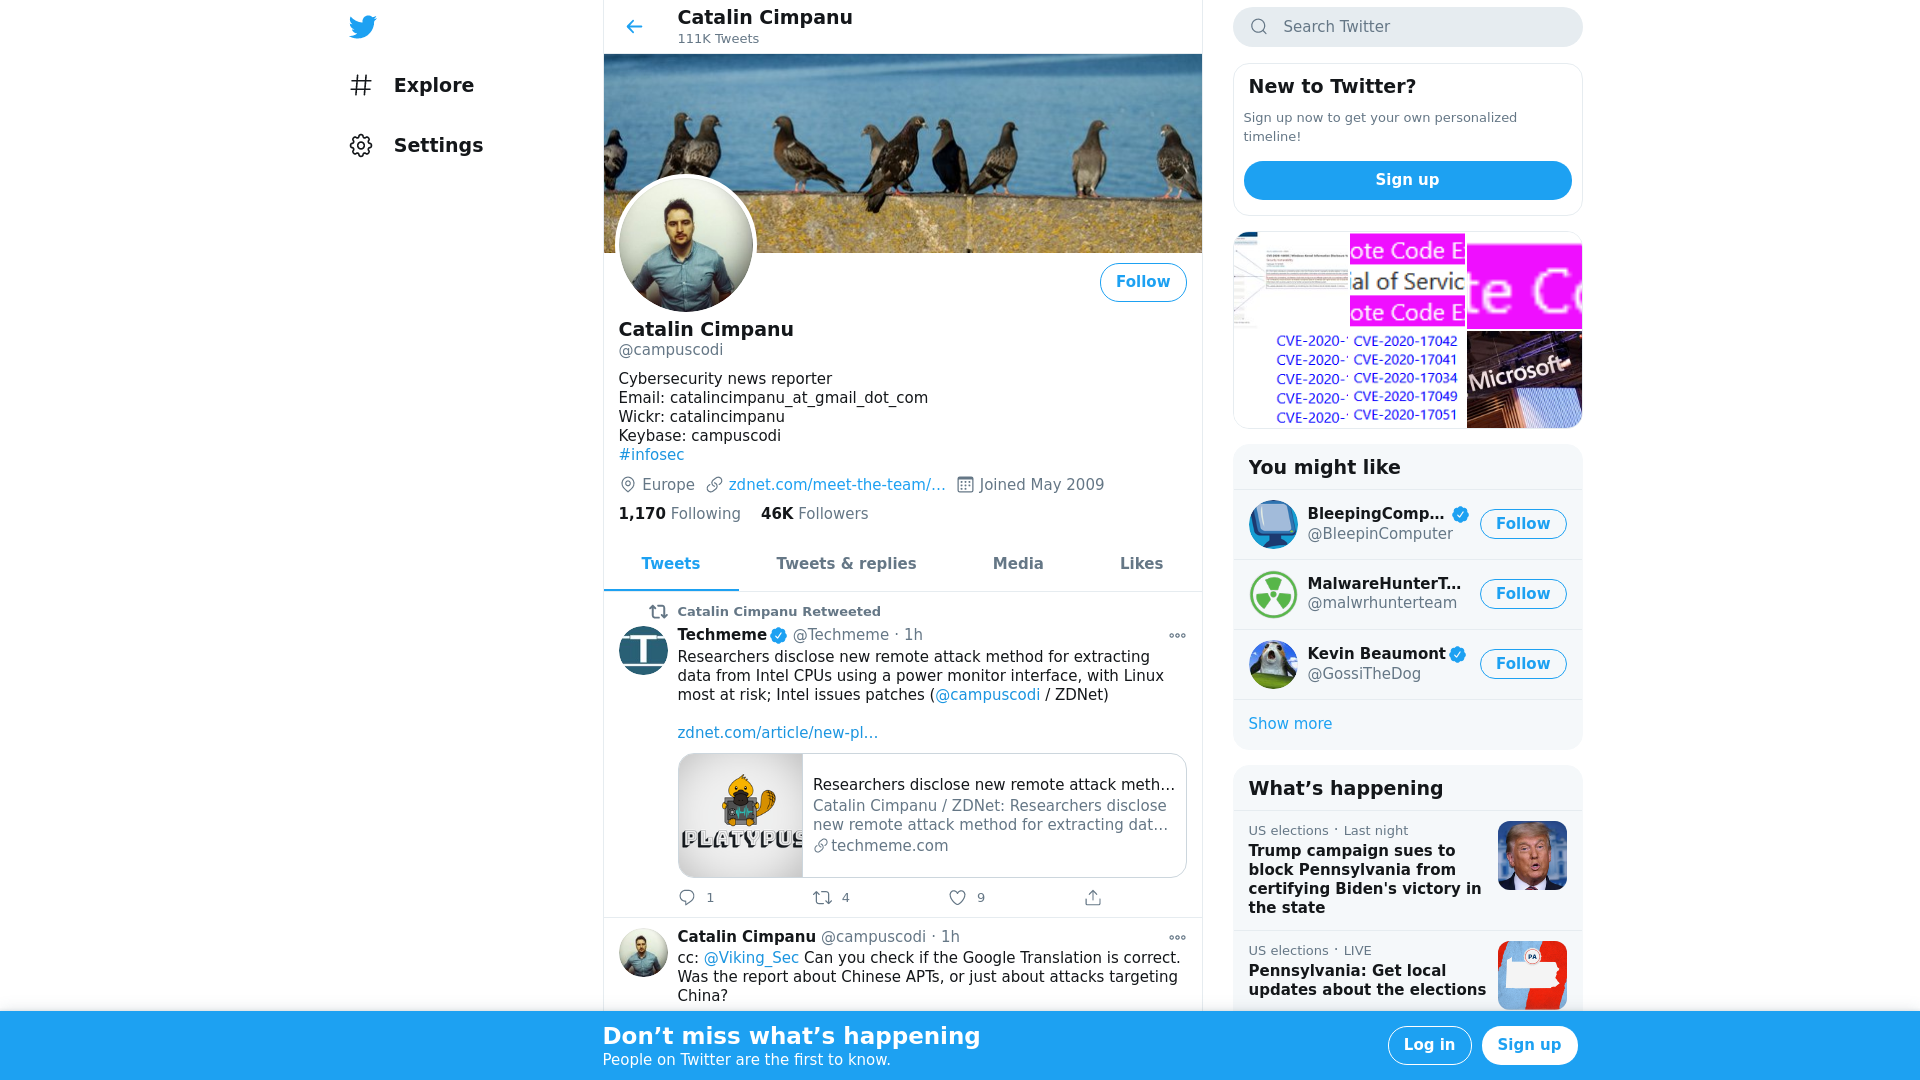 Explore
Settings
Catalin Cimpanu
111K Tweets
Follow
Catalin Cimpanu
@campuscodi
Cybersecurity news reporter
Email: catalincimpanu_at_gmail_dot_com
Wickr: catalincimpanu
Keybase: campuscodi
#infosec
Europe zdnet.com/meet-the-team/… Joined May 2009
1,170 Following 46K Followers
Tweets Tweets & replies Media Likes
Catalin Cimpanu Retweeted
Techmeme @Techmeme · 1h
Researchers disclose new remote attack method for extracting
data from Intel CPUs using a power monitor interface, with Linux
most at risk; Intel issues patches (@campuscodi / ZDNet)
zdnet.com/article/new-pl…
PLATYPUS
Researchers disclose new remote attack meth…
Catalin Cimpanu / ZDNet: Researchers disclose
new remote attack method for extracting dat…
techmeme.com
1 4 9
Catalin Cimpanu @campuscodi · 1h
cc: @Viking_Sec Can you check if the Google Translation is correct.
Was the report about Chinese APTs, or just about attacks targeting
China?
Search Twitter
New to Twitter?
Sign up now to get your own personalized
timeline!
Sign up
ote Code E
al of Servic
ote Code E
te Co
CVE-2020- CVE-2020-17042
CVE-2020- CVE-2020-17041
CVE-2020- CVE-2020-17034
CVE-2020- CVE-2020-17049
CVE-2020- CVE-2020-17051
Microsoft
You might like
BleepingComp…
@BleepinComputer
Follow
MalwareHunterT…
@malwrhunterteam
Follow
Kevin Beaumont
@GossiTheDog
Follow
Show more
What’s happening
US elections · Last night
Trump campaign sues to
block Pennsylvania from
certifying Biden's victory in
the state
US elections · LIVE
Pennsylvania: Get local
updates about the elections
PA
Don’t miss what’s happening
People on Twitter are the first to know.
Log in
Sign up